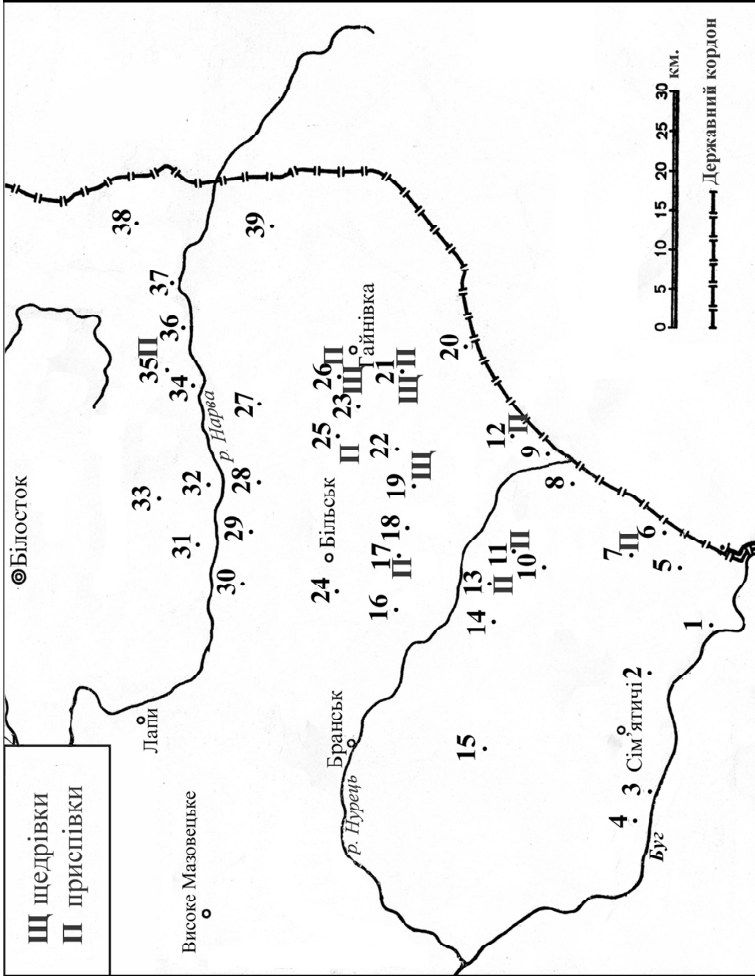 Щ щедрівки
П приспівки
Білосток
Лапи
Високе Мазовецьке
38
33
35 П
37
36
34
31
32
р. Нарва
30
29
28
27
39
24
Більськ
25
П
26
П
23
Щ
Гайнівка
Бранськ
р. Нурець
16
17
П
18
19
Щ
22
21
Щ П
20
15
14
13
П
11
П
10
12
П
9
8
4
3
Сім’ятичі
2
7
П
6
5
1
Буг
0 5 10 15 20 25 30
км.
Державний кордон